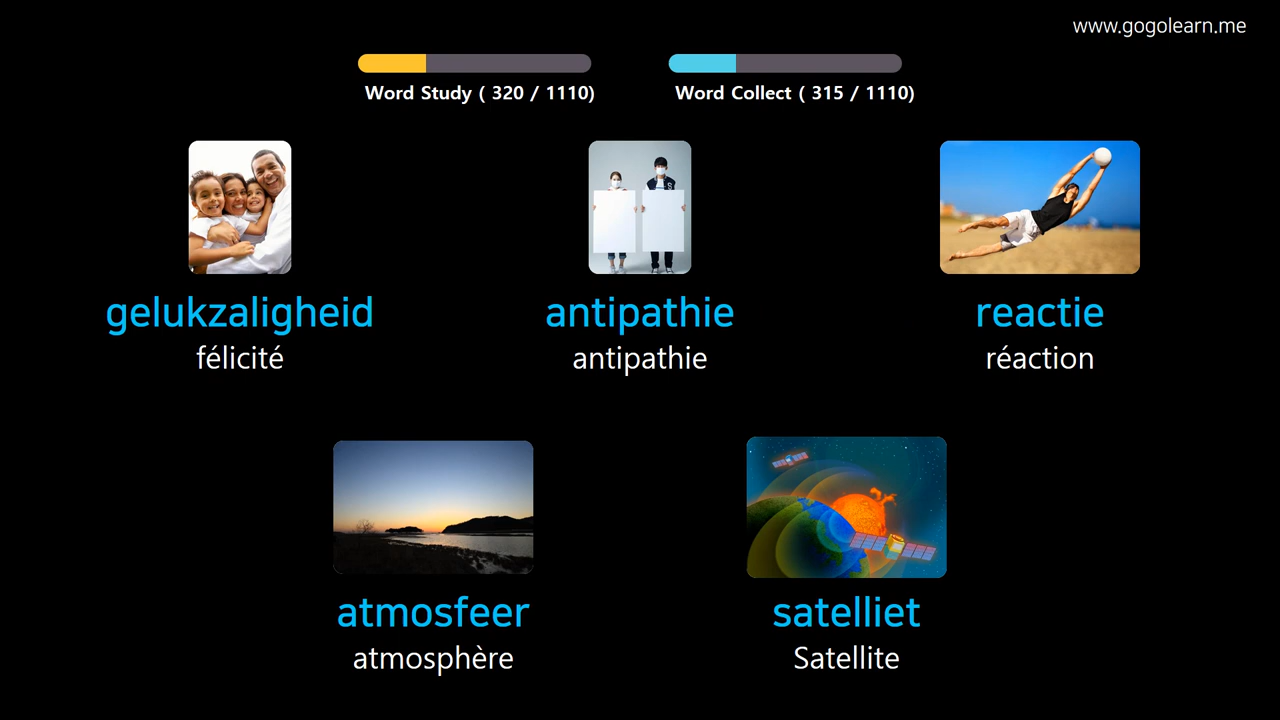 www.gogolearn.me
Word Study ( 320 / 1110)
Word Collect ( 315 / 1110)
gelukzaligheid
félicité
antipathie
antipathie
reactie
réaction
atmosfeer
atmosphère
satelliet
Satellite